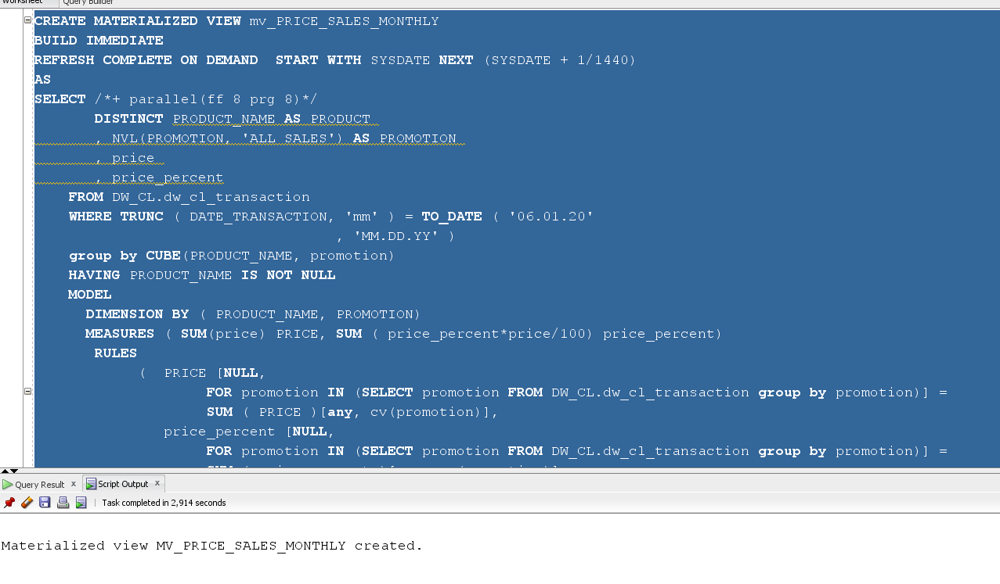 Worksheet Query Builder
CREATE MATERIALIZED VIEW mv_PRICE_SALES_MONTHLY
BUILD IMMEDIATE
REFRESH COMPLETE ON DEMAND  START WITH SYSDATE NEXT (SYSDATE + 1/1440)
AS
SELECT /*+ parallel(ff 8 prg 8)*/
DISTINCT PRODUCT_NAME AS PRODUCT
, NVL(PROMOTION, 'ALL SALES') AS PROMOTION
, price
, price_percent
FROM DW_CL.dw_cl_transaction
WHERE TRUNC ( DATE_TRANSACTION, 'mm' ) = TO_DATE ( '06.01.20'
, 'MM.DD.YY' )
group by CUBE(PRODUCT_NAME, promotion)
HAVING PRODUCT_NAME IS NOT NULL
MODEL
DIMENSION BY ( PRODUCT_NAME, PROMOTION)
MEASURES ( SUM(price) PRICE, SUM ( price_percent*price/100) price_percent)
RULES
(  PRICE [NULL,
FOR promotion IN (SELECT promotion FROM DW_CL.dw_cl_transaction group by promotion)] =
SUM ( PRICE )[any, cv(promotion)],
price_percent [NULL,
FOR promotion IN (SELECT promotion FROM DW_CL.dw_cl_transaction group by promotion)] =
Query Result x Script Output x
Task completed in 2,914 seconds
Materialized view MV_PRICE_SALES_MONTHLY created.